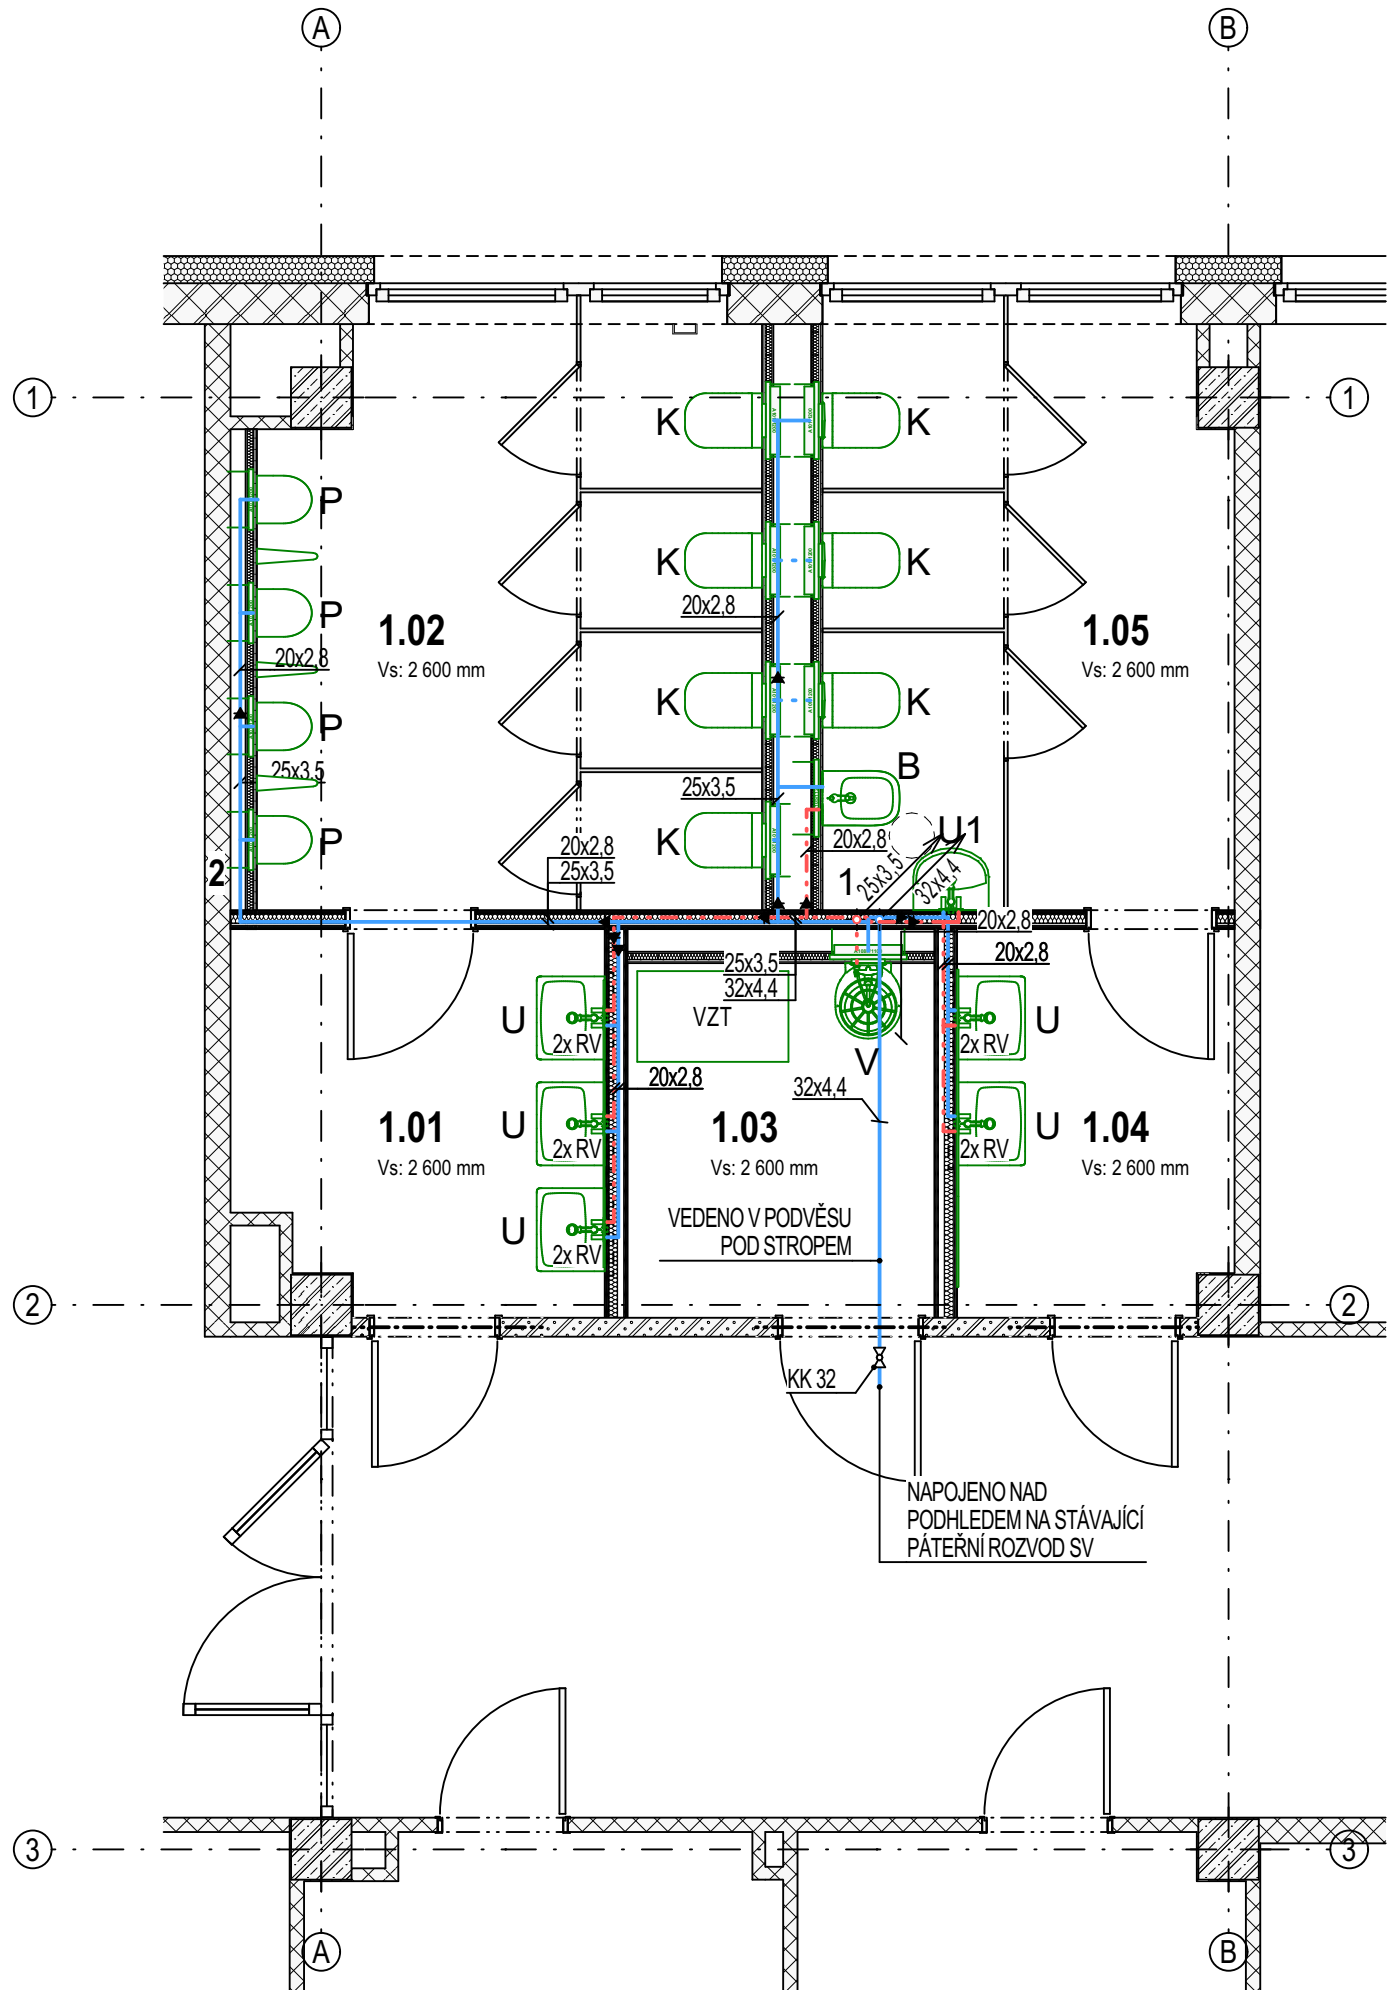 A
B
1
1
K
K
P
K
K
20x2,8
P
1.02
Vs: 2 600 mm
1.05
Vs: 2 600 mm
20x2,8
K
K
P
25x3,5
25x3,5
B
P
K
20x2,8
U1
20x2,8
25x3,5
1
25x3,5
32x4,4
2
20x2,8
20x2,8
25x3,5
32x4,4
VZT
U
2x RV
U
2x RV
V
20x2,8
32x4,4
U
2x RV
U
2x RV
1.01
Vs: 2 600 mm
1.03
Vs: 2 600 mm
1.04
Vs: 2 600 mm
U
2x RV
VEDENO V PODVĚSU
POD STROPEM
2
2
KK 32
NAPOJENO NAD
PODHLEDEM NA STÁVAJÍCÍ
PÁTEŘNÍ ROZVOD SV
3
3
A
B